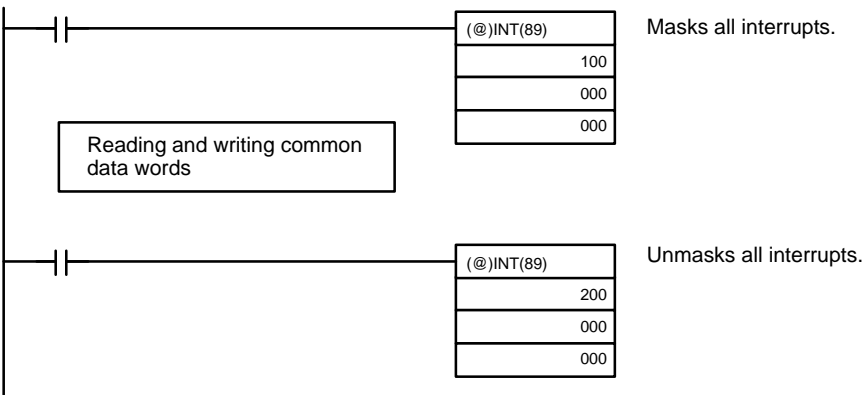 (@)INT(89)
Masks all interrupts.
100
000
000
Reading and writing common
data words
(@)INT(89)
Unmasks all interrupts.
200
000
000